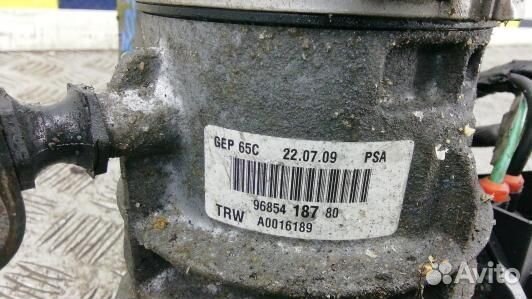 GEP 65C 22.07.09 PSA
96854 187 80
TRW A0016189
Avito